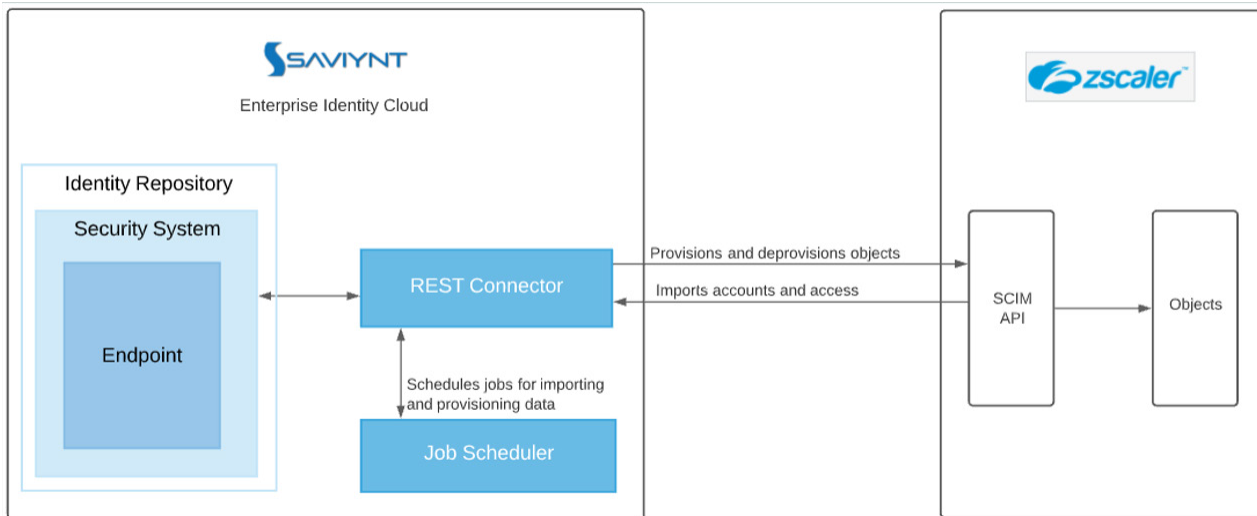 SAVIYNT
Enterprise Identity Cloud
zscaler™
Identity Repository
Security System
Endpoint
REST Connector
Schedules jobs for importing
and provisioning data
Job Scheduler
Provisions and deprovisions objects
Imports accounts and access
SCIM
API
Objects